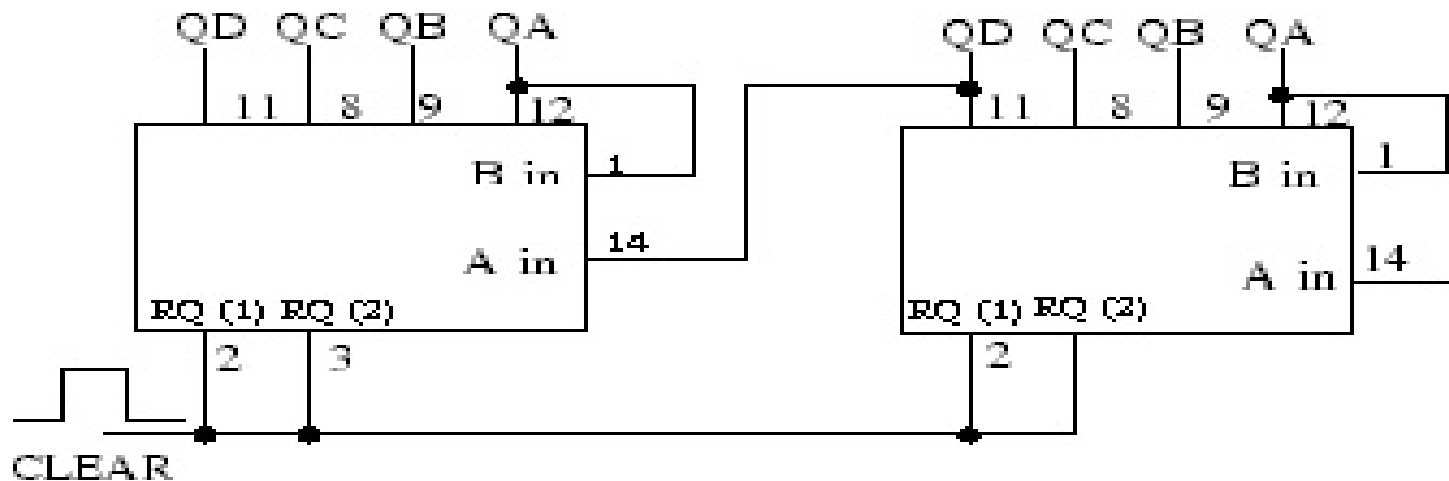 QD QC QB QA QD QC QB QA
11 8 9 12 11 8 9 12
B in 1 B in 1
A in 14 A in 14
RQ (1) RQ (2) RQ (1) RQ (2)
2 3 2
CLEAR